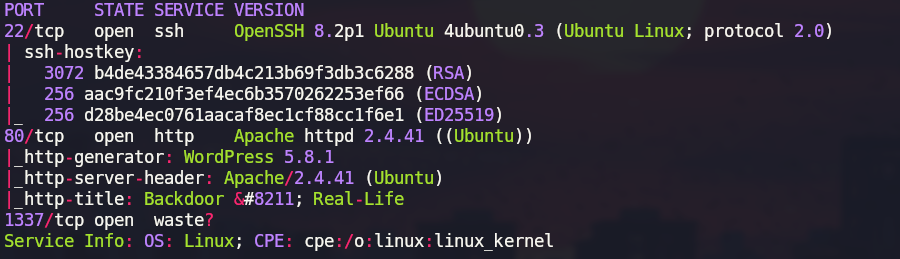 PORT     STATE SERVICE VERSION
22/tcp   open  ssh     OpenSSH 8.2p1 Ubuntu 4ubuntu0.3 (Ubuntu Linux; protocol 2.0)
| ssh-hostkey:
|   3072 b4de43384657db4c213b69f3db3c6288 (RSA)
|   256 aac9fc210f3ef4ec6b3570262253ef66 (ECDSA)
|_  256 d28be4ec0761aacaf8ec1cf88cc1f6e1 (ED25519)
80/tcp   open  http    Apache httpd 2.4.41 ((Ubuntu))
|_http-generator: WordPress 5.8.1
|_http-server-header: Apache/2.4.41 (Ubuntu)
|_http-title: Backdoor &#8211; Real-Life
1337/tcp open  waste?
Service Info: OS: Linux; CPE: cpe:/o:linux:linux_kernel